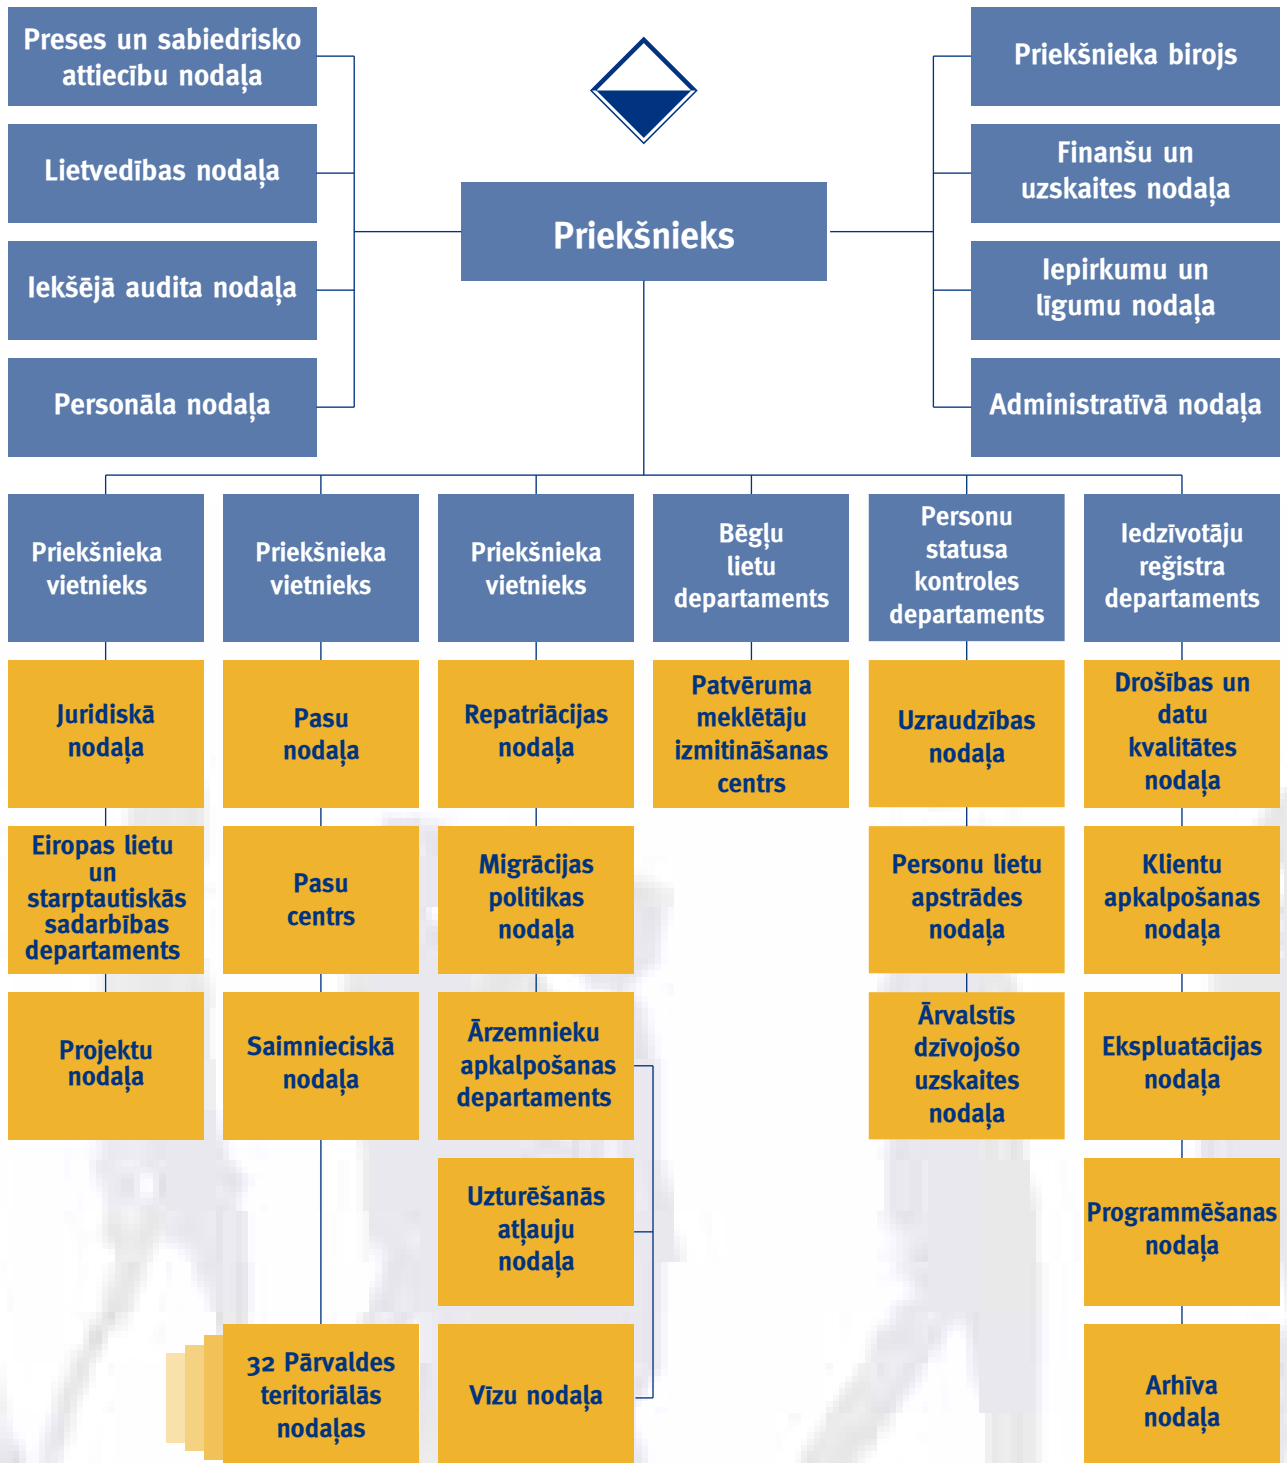 Preses un sabiedrisko
attiecību nodaļa
Lietvedības nodaļa
Iekšējā audita nodaļa
Personāla nodaļa
Priekšnieks
Priekšnieka birojs
Finanšu un
uzskaites nodaļa
Iepirkumu un
līgumu nodaļa
Administratīvā nodaļa
Priekšnieka
vietnieks
Juridiskā
nodaļa
Eiropas lietu
un
starptautiskās
sadarbības
departaments
Projektu
nodaļa
Priekšnieka
vietnieks
Pasu
nodaļa
Pasu
centrs
Saimnieciskā
nodaļa
32 Pārvaldes
teritoriālās
nodaļas
Priekšnieka
vietnieks
Repatriācijas
nodaļa
Migrācijas
politikas
nodaļa
Ārzemnieku
apkalpošanas
departaments
Uzturēšanās
atļauju
nodaļa
Vīzu nodaļa
Bēgļu
lietu
departaments
Patvēruma
meklētāju
izmitināšanas
centrs
Personu
statusa
kontroles
departaments
Uzraudzības
nodaļa
Personu lietu
apstrādes
nodaļa
Ārvalstīs
dzīvojošo
uzskaites
nodaļa
Iedzīvotāju
reğistra
departaments
Drošības un
datu
kvalitātes
nodaļa
Klientu
apkalpošanas
nodaļa
Ekspluatācijas
nodaļa
Programmēšanas
nodaļa
Arhīva
nodaļa